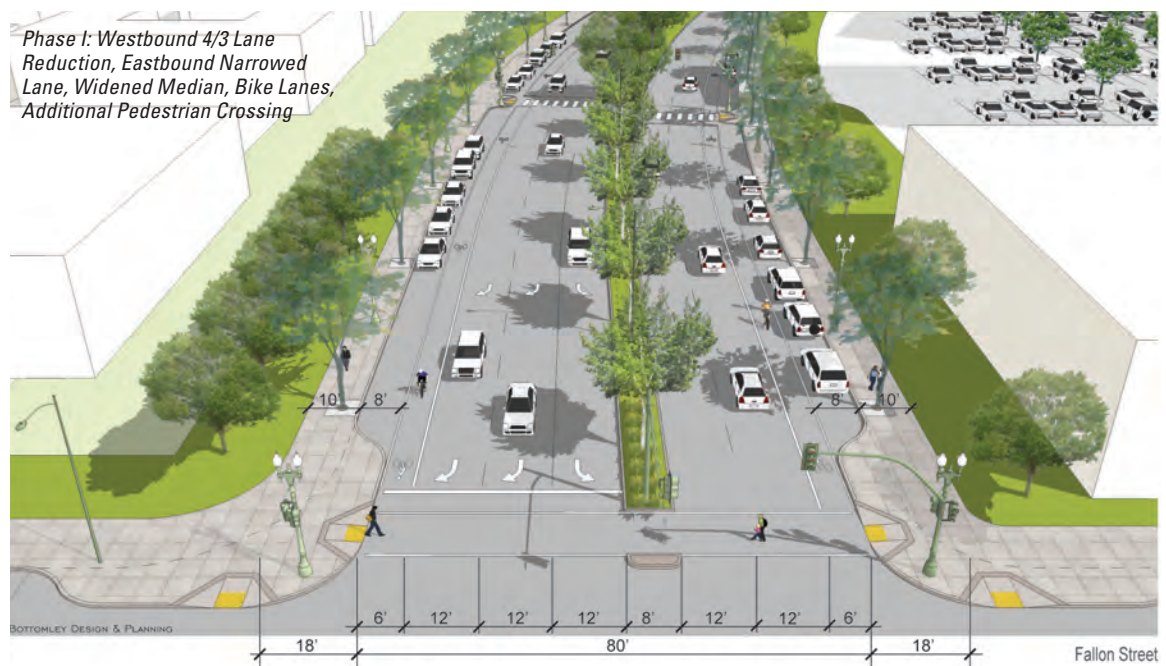 Phase I: Westbound 4/3 Lane
Reduction, Eastbound Narrowed
Lane, Widened Median, Bike Lanes,
Additional Pedestrian Crossing
10' 8' 8' 10'
6' 12' 12' 12' 8' 12' 12' 6'
BOTTOMLEY DESIGN & PLANNING
18' 80' 18'
Fallon Street